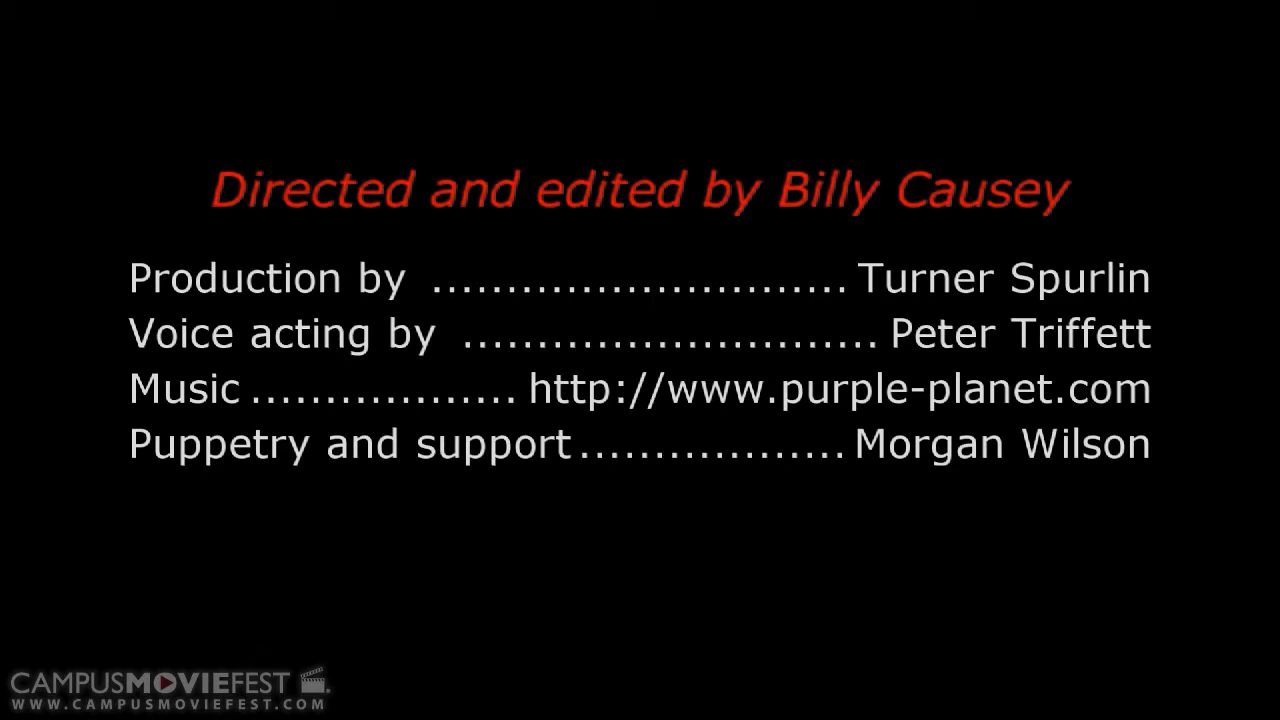 Directed and edited by Billy Causey
Production by ............................ Turner Spurlin
Voice acting by ............................ Peter Triffett
Music .................. http://www.purple-planet.com
Puppetry and support .................. Morgan Wilson
CAMPUSMOVIEFEST
WWW.CAMPUSMOVIEFEST.COM